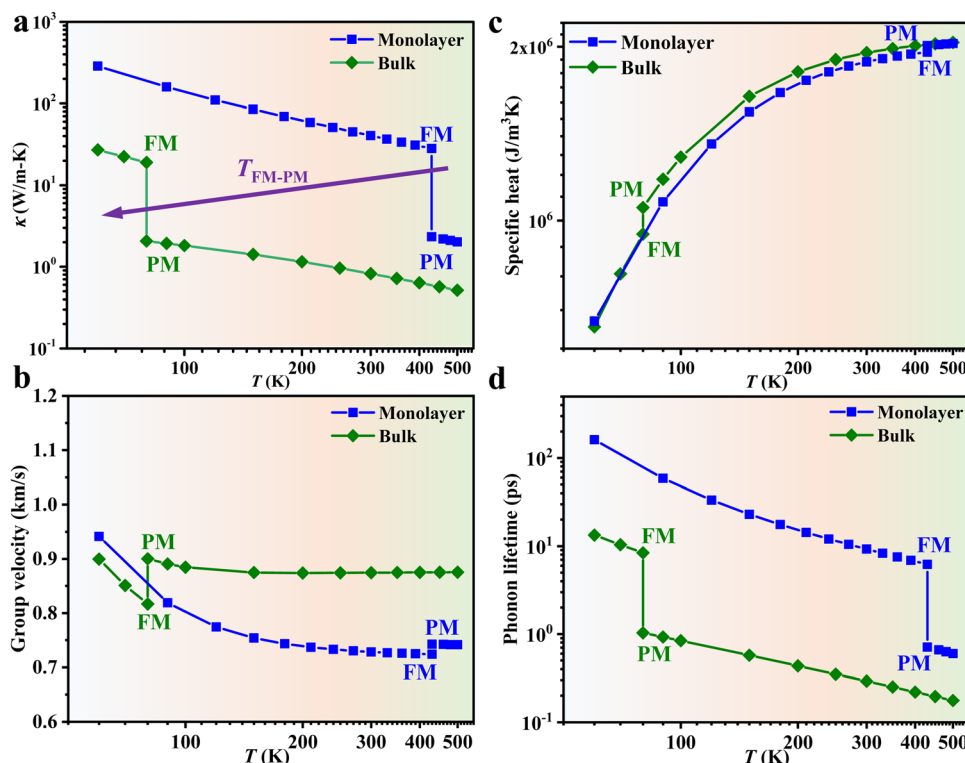 a
10³
10²
10¹
10⁰
10⁻¹
κ (W/m-K)
Monolayer
Bulk
FM
FM
T_FM-PM
PM
PM
100
200
300
400
500
T (K)
c
2×10⁶
10⁶
Specific heat (J/m³K)
Monolayer
Bulk
PM
FM
PM
FM
100
200
300
400
500
T (K)
b
1.2
1.1
1.0
0.9
0.8
0.7
0.6
Group velocity (km/s)
Monolayer
Bulk
PM
FM
PM
FM
100
200
300
400
500
T (K)
d
10²
10¹
10⁰
10⁻¹
Phonon lifetime (ps)
Monolayer
Bulk
FM
FM
PM
PM
100
200
300
400
500
T (K)